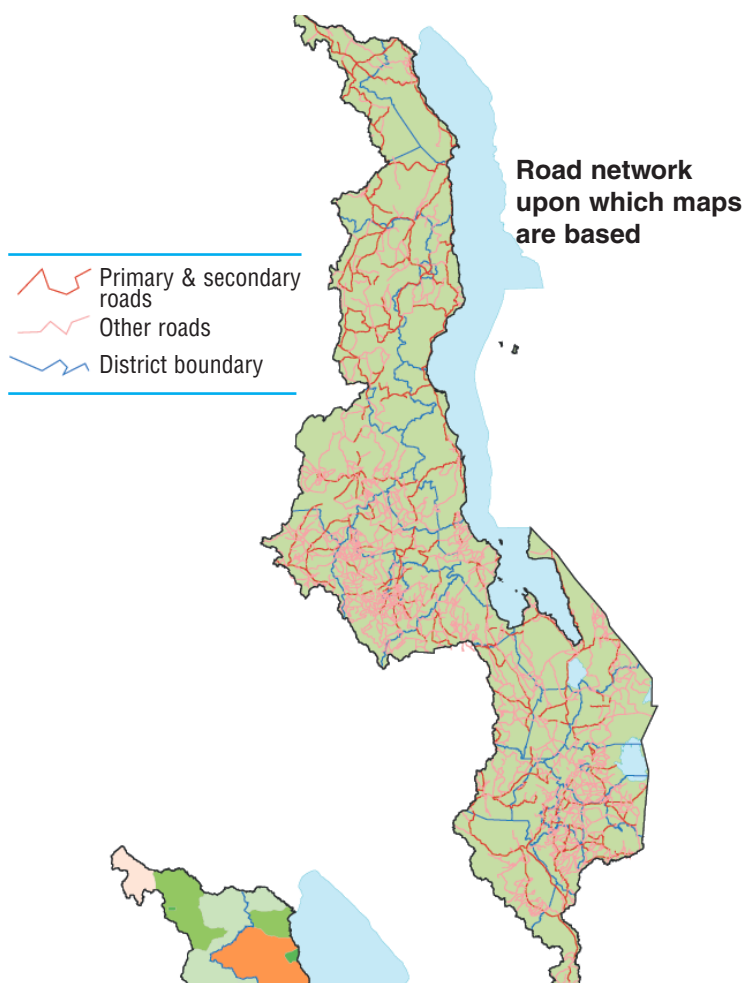 Road network
upon which maps
are based
Primary & secondary
roads
Other roads
District boundary